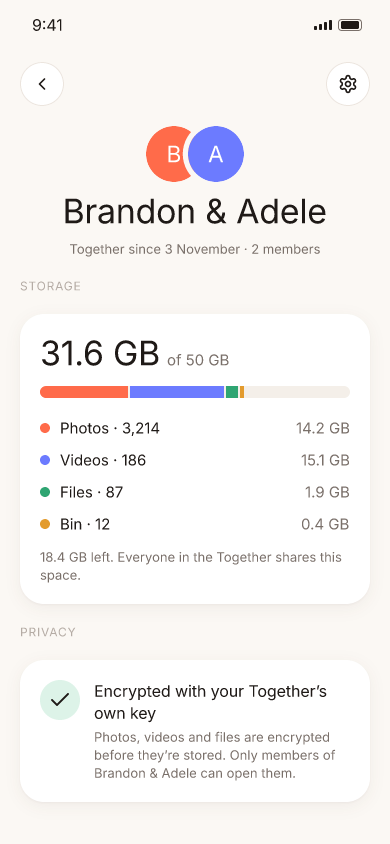 9:41
B A
Brandon & Adele
Together since 3 November · 2 members
STORAGE
31.6 GB of 50 GB
Photos · 3,214 14.2 GB
Videos · 186 15.1 GB
Files · 87 1.9 GB
Bin · 12 0.4 GB
18.4 GB left. Everyone in the Together shares this
space.
PRIVACY
Encrypted with your Together’s
own key
Photos, videos and files are encrypted
before they’re stored. Only members of
Brandon & Adele can open them.